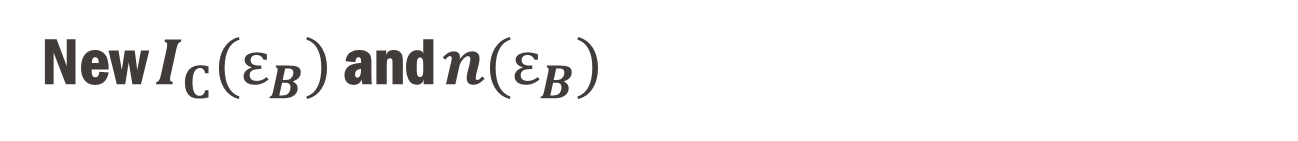 New I_C(ε_B) and n(ε_B)